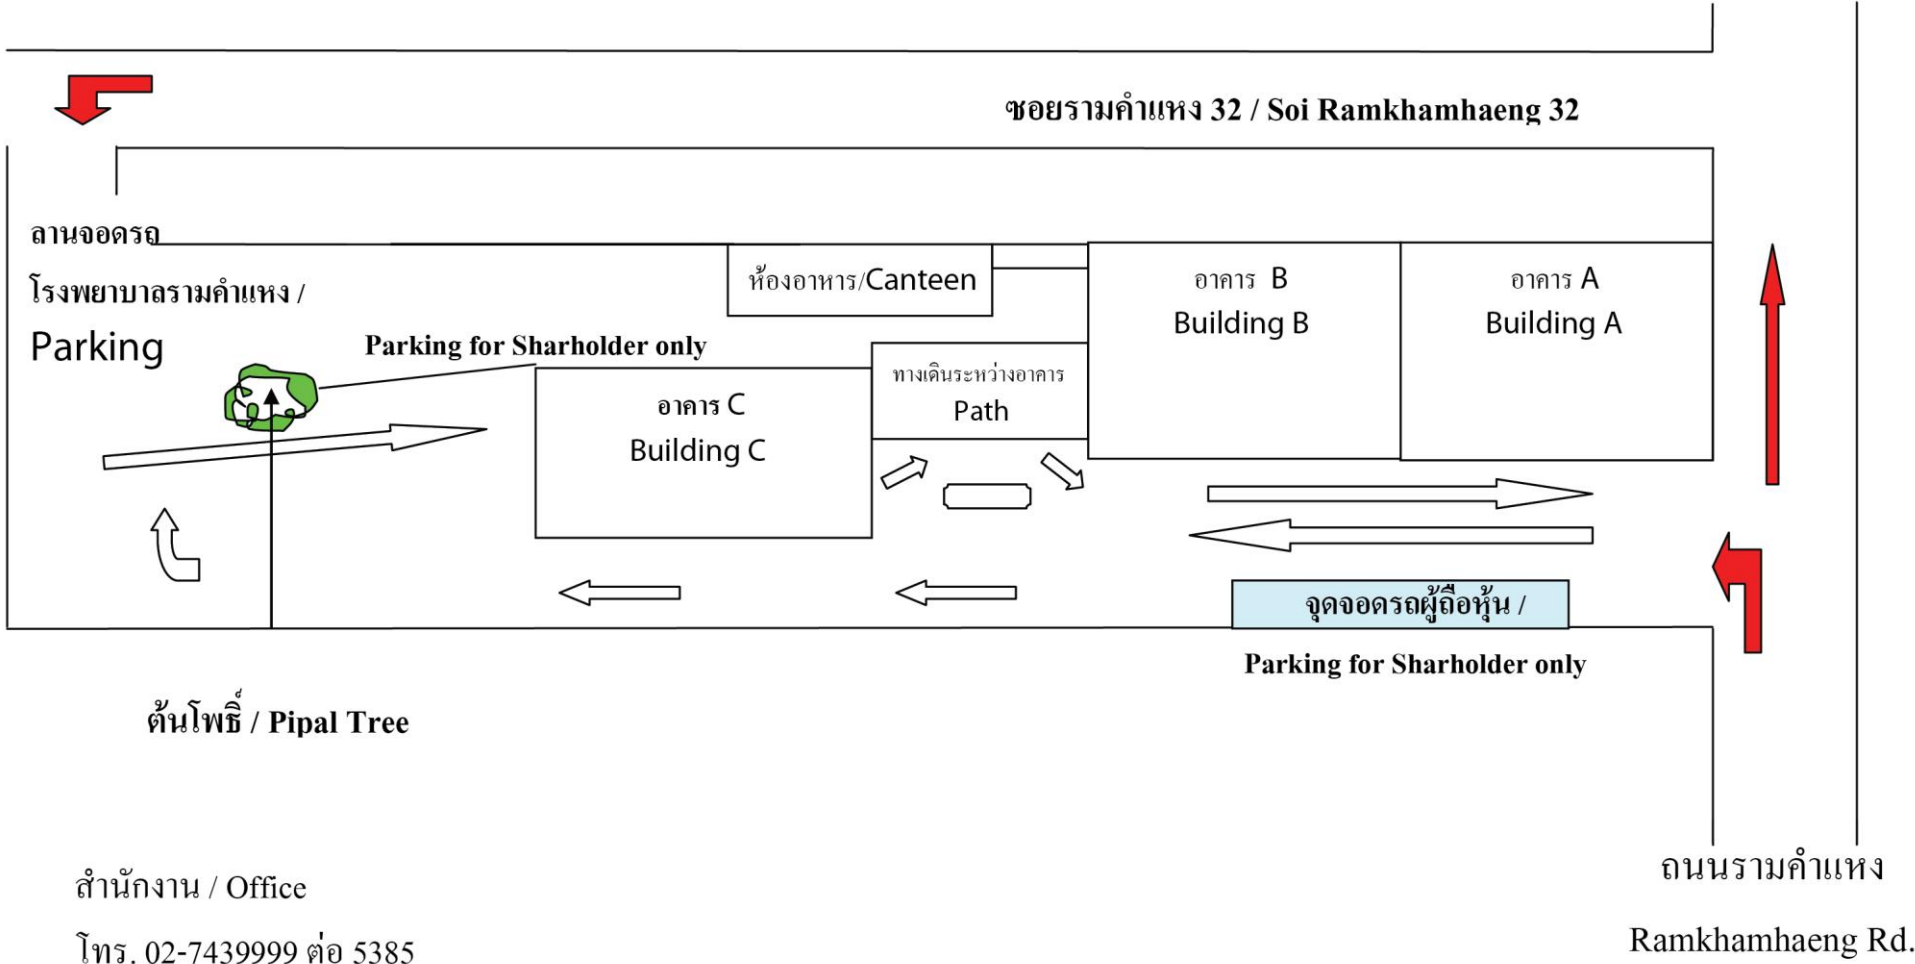 ซอยรามคำแหง 32 / Soi Ramkhamhaeng 32
ลานจอดรถ
โรงพยาบาลรามคำแหง /
Parking
ห้องอาหาร/Canteen
อาคาร B
Building B
อาคาร A
Building A
Parking for Sharholder only
ทางเดินระหว่างอาคาร
Path
อาคาร C
Building C
จุดจอดรถผู้ถือหุ้น /
Parking for Sharholder only
ต้นโพธิ์ / Pipal Tree
ถนนรามคำแหง
Ramkhamhaeng Rd.
สำนักงาน / Office
โทร. 02-7439999 ต่อ 5385